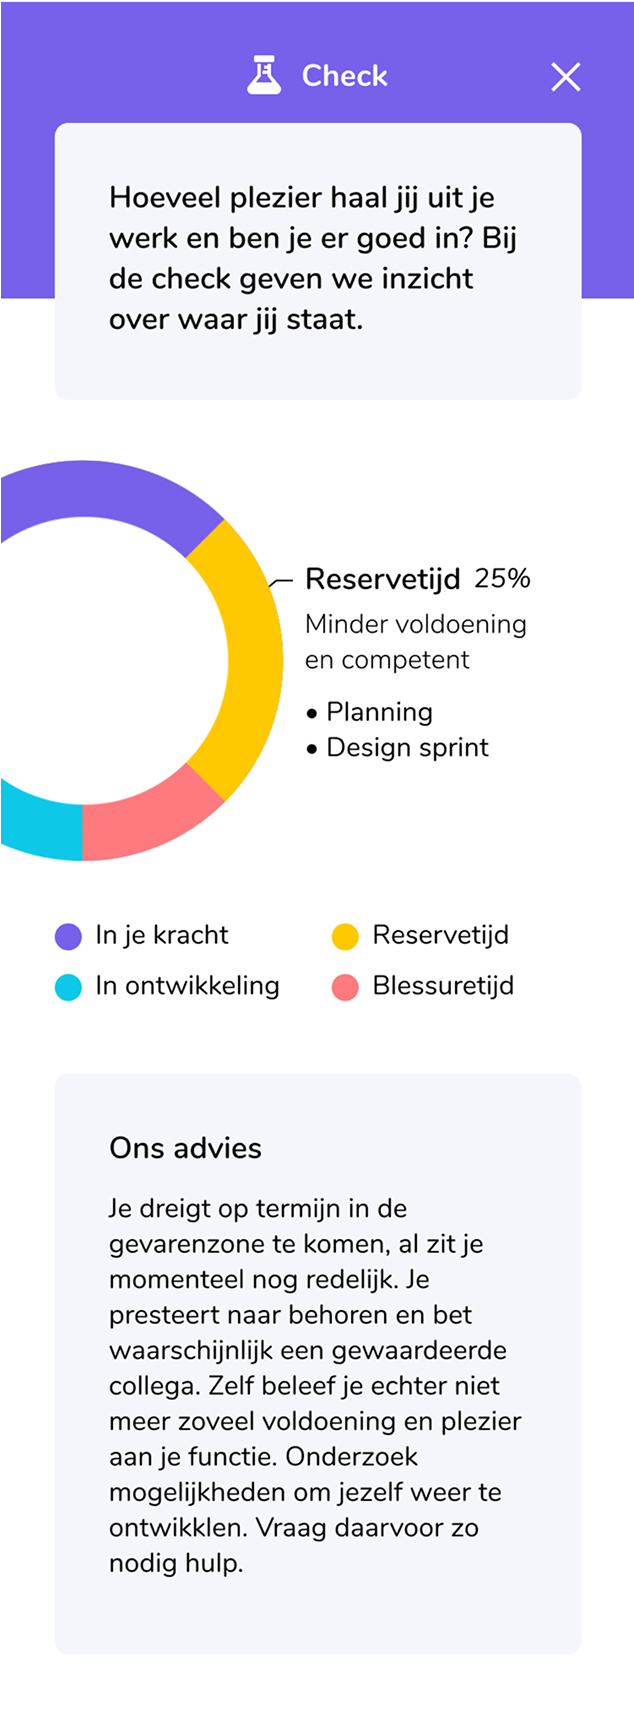 Check
Hoeveel plezier haal jij uit je
werk en ben je er goed in? Bij
de check geven we inzicht
over waar jij staat.
Reservetijd 25%
Minder voldoening
en competent
• Planning
• Design sprint
In je kracht
Reservetijd
In ontwikkeling
Blessuretijd
Ons advies
Je dreigt op termijn in de
gevarenzone te komen, al zit je
momenteel nog redelijk. Je
presteert naar behoren en bet
waarschijnlijk een gewaardeerde
collega. Zelf beleef je echter niet
meer zoveel voldoening en plezier
aan je functie. Onderzoek
mogelijkheden om jezelf weer te
ontwikklen. Vraag daarvoor zo
nodig hulp.